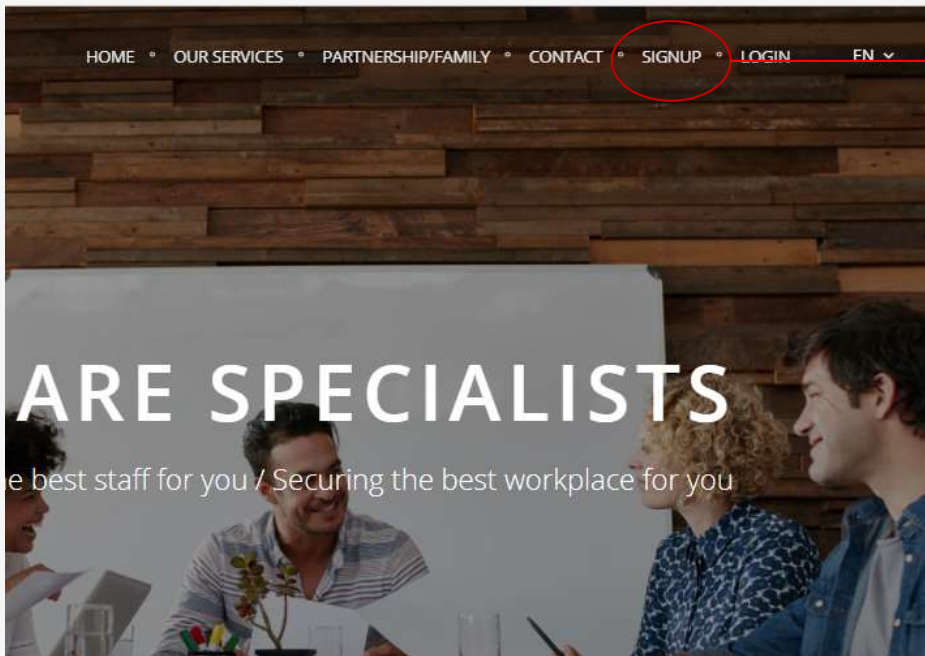 HOME ° OUR SERVICES ° PARTNERSHIP/FAMILY ° CONTACT ° SIGNUP ° LOGIN EN
ARE SPECIALISTS
e best staff for you / Securing the best workplace for you